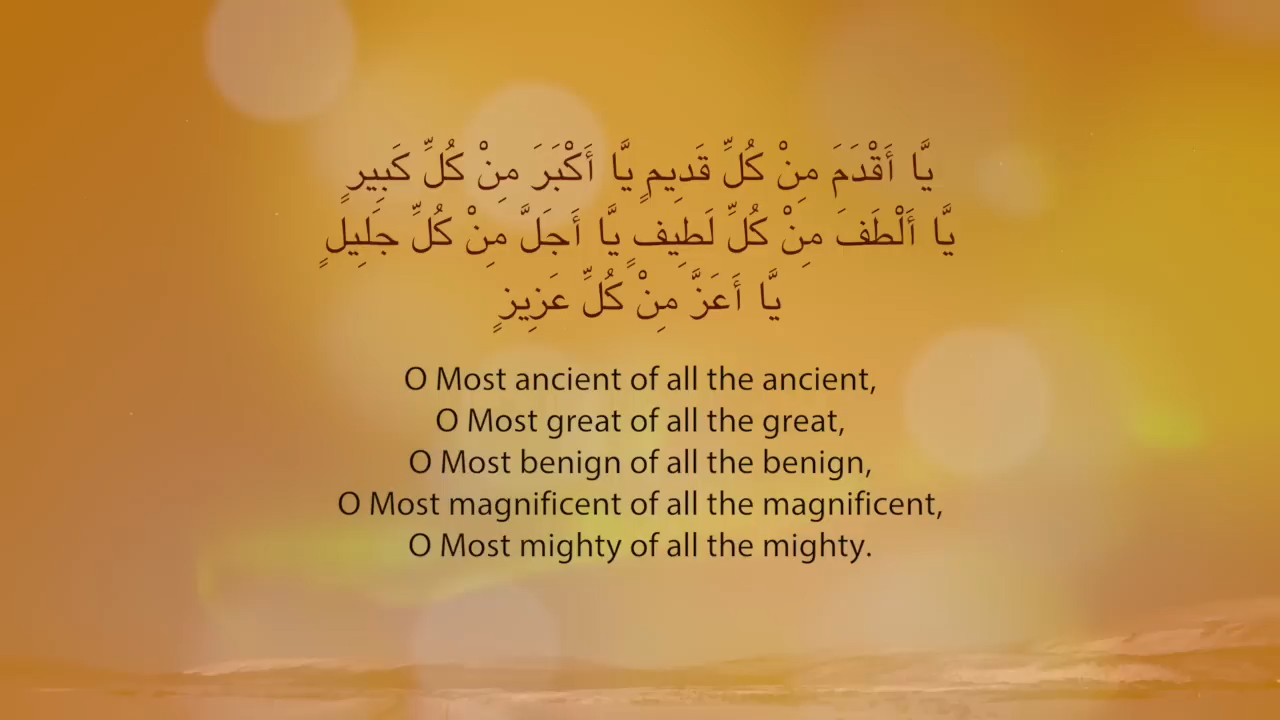 يَّا أَقْدَمَ مِنْ كُلِّ قَدِيمٍ يَّا أَكْبَرَ مِنْ كُلِّ كَبِيرٍ
يَّا أَلْطَفَ مِنْ كُلِّ لَطِيفٍ يَّا أَجَلَّ مِنْ كُلِّ جَلِيلٍ
يَّا أَعَزَّ مِنْ كُلِّ عَزِيزٍ
O Most ancient of all the ancient,
O Most great of all the great,
O Most benign of all the benign,
O Most magnificent of all the magnificent,
O Most mighty of all the mighty.